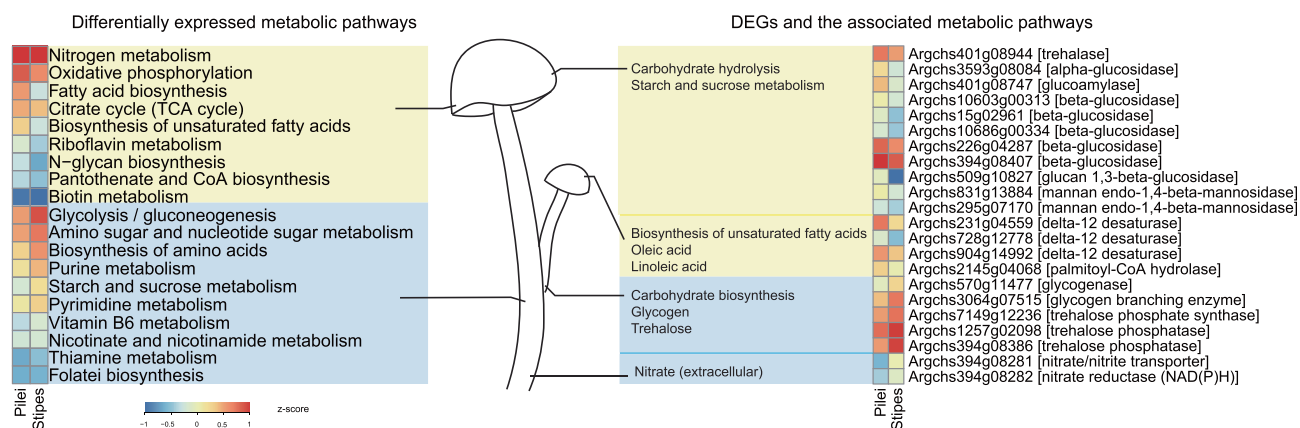 Differentially expressed metabolic pathways
DEGs and the associated metabolic pathways
Nitrogen metabolism
Oxidative phosphorylation
Fatty acid biosynthesis
Citrate cycle (TCA cycle)
Biosynthesis of unsaturated fatty acids
Riboflavin metabolism
N−glycan biosynthesis
Pantothenate and CoA biosynthesis
Biotin metabolism
Glycolysis / gluconeogenesis
Amino sugar and nucleotide sugar metabolism
Biosynthesis of amino acids
Purine metabolism
Starch and sucrose metabolism
Pyrimidine metabolism
Vitamin B6 metabolism
Nicotinate and nicotinamide metabolism
Thiamine metabolism
Folatei biosynthesis
Pilei
Stipes
−1 −0.5 0 0.5 1
z-score
Carbohydrate hydrolysis
Starch and sucrose metabolism
Biosynthesis of unsaturated fatty acids
Oleic acid
Linoleic acid
Carbohydrate biosynthesis
Glycogen
Trehalose
Nitrate (extracellular)
Argchs401g08944 [trehalase]
Argchs3593g08084 [alpha-glucosidase]
Argchs401g08747 [glucoamylase]
Argchs10603g00313 [beta-glucosidase]
Argchs15g02961 [beta-glucosidase]
Argchs10686g00334 [beta-glucosidase]
Argchs226g04287 [beta-glucosidase]
Argchs394g08407 [beta-glucosidase]
Argchs509g10827 [glucan 1,3-beta-glucosidase]
Argchs831g13884 [mannan endo-1,4-beta-mannosidase]
Argchs295g07170 [mannan endo-1,4-beta-mannosidase]
Argchs231g04559 [delta-12 desaturase]
Argchs728g12778 [delta-12 desaturase]
Argchs904g14992 [delta-12 desaturase]
Argchs2145g04068 [palmitoyl-CoA hydrolase]
Argchs570g11477 [glycogenase]
Argchs3064g07515 [glycogen branching enzyme]
Argchs7149g12236 [trehalose phosphate synthase]
Argchs1257g02098 [trehalose phosphatase]
Argchs394g08386 [trehalose phosphatase]
Argchs394g08281 [nitrate/nitrite transporter]
Argchs394g08282 [nitrate reductase (NAD(P)H)]
Pilei
Stipes